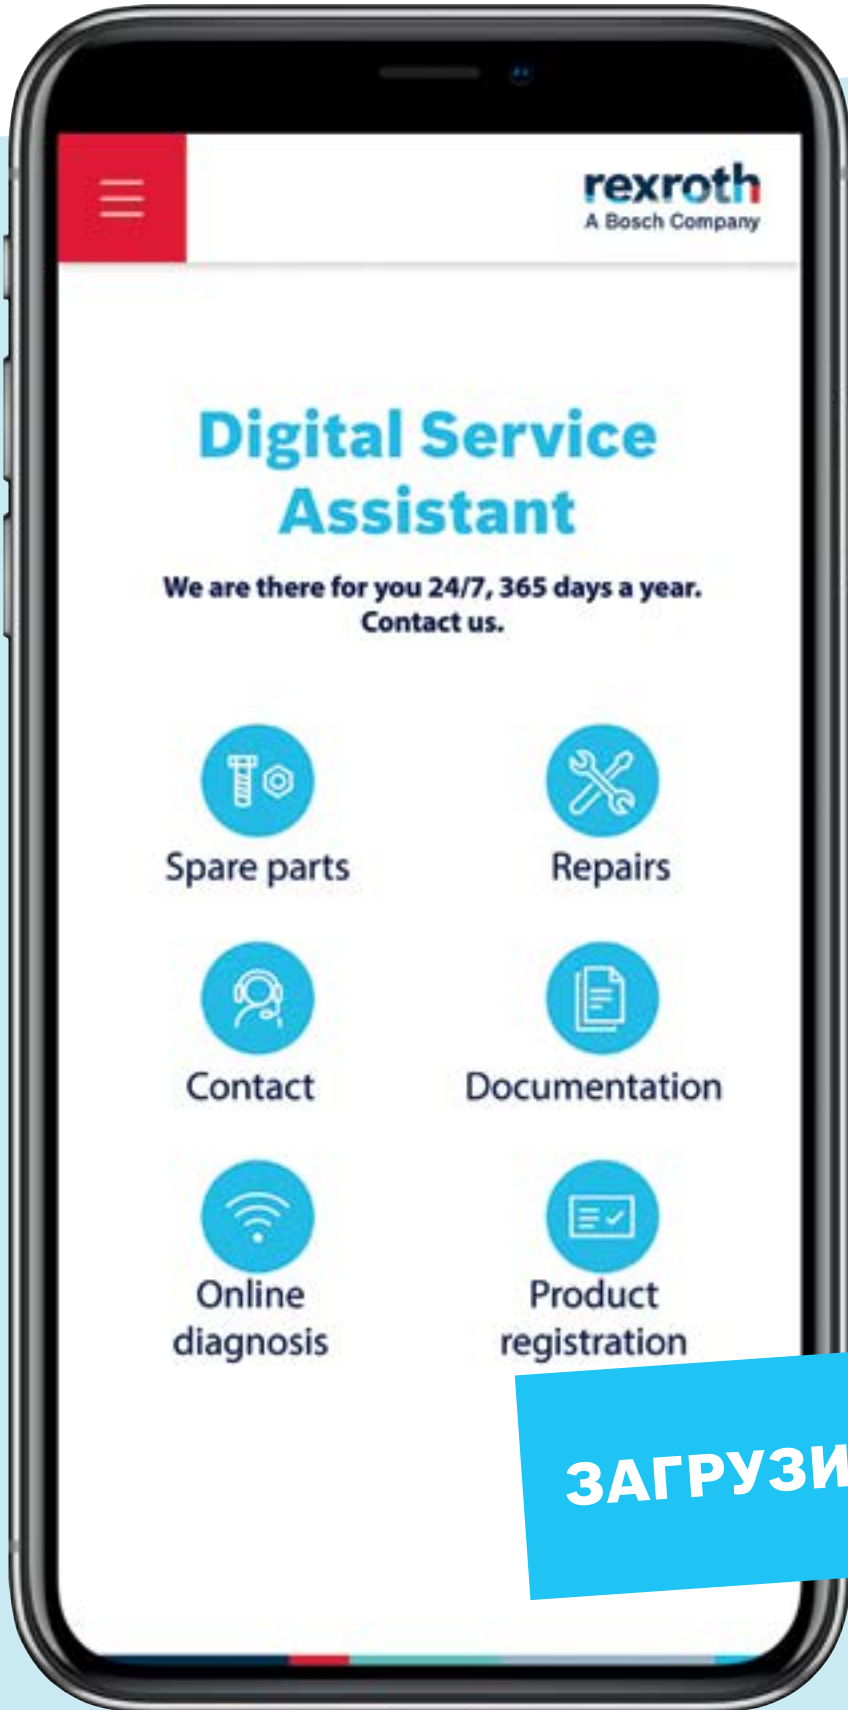 rexroth
A Bosch Company
Digital Service
Assistant
We are there for you 24/7, 365 days a year.
Contact us.
Spare parts
Repairs
Contact
Documentation
Online
diagnosis
Product
registration
ЗАГРУЗИ